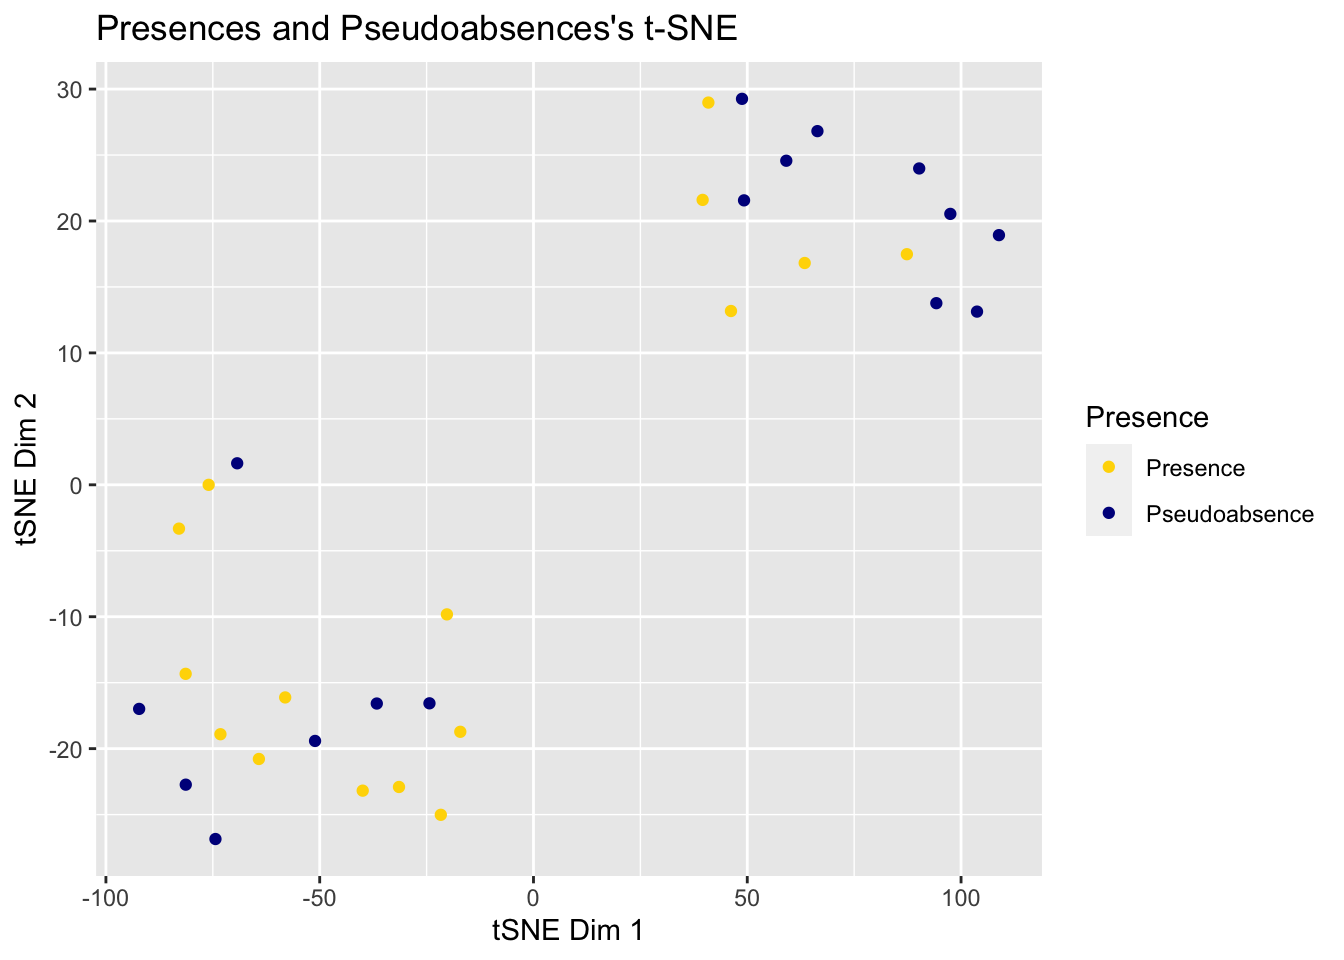 Presences and Pseudoabsences's t-SNE
30
20
10
0
-10
-20
-100
-50
0
50
100
tSNE Dim 1
tSNE Dim 2
Presence
Presence
Pseudoabsence